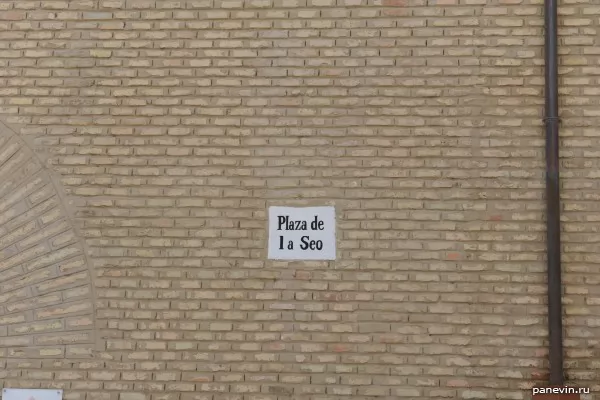 Plaza de
la Seo
panevin.ru